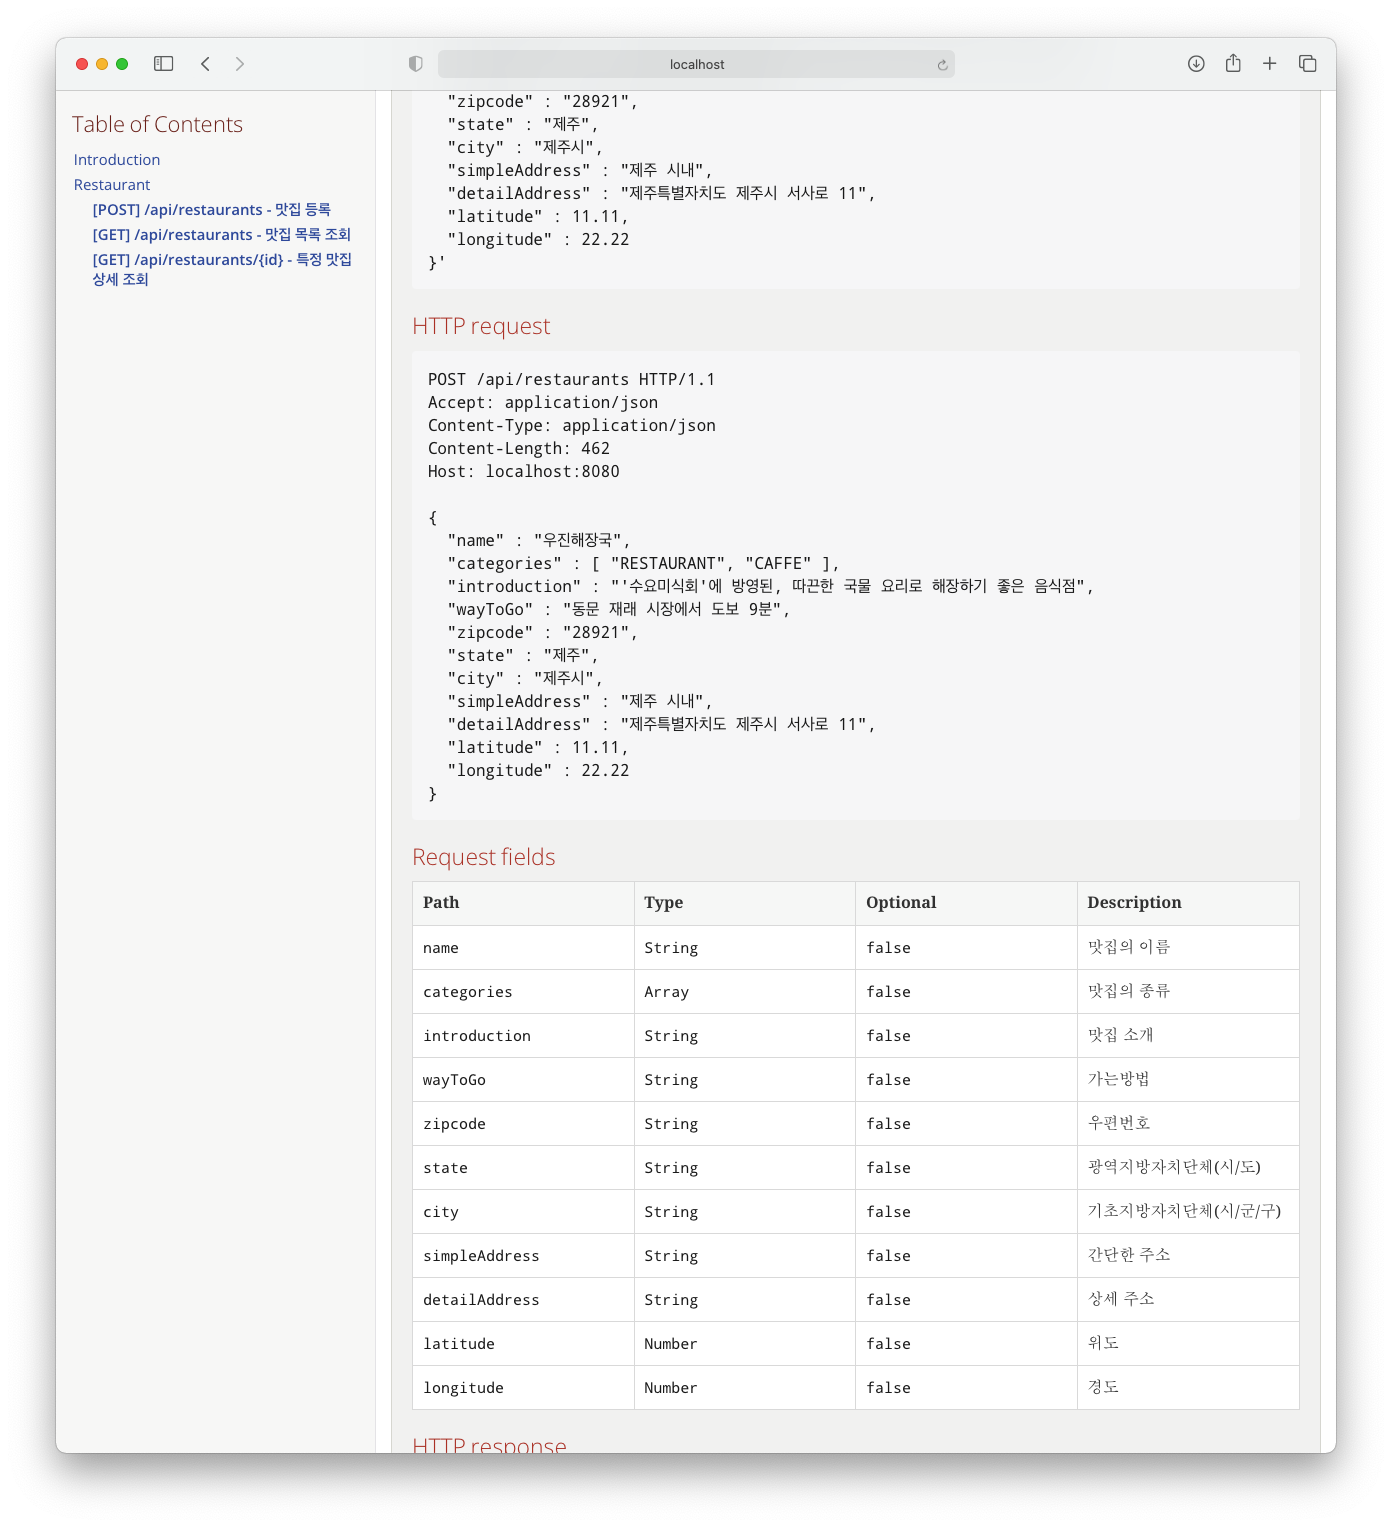 localhost
Table of Contents
Introduction
Restaurant
[POST] /api/restaurants - 맛집 등록
[GET] /api/restaurants - 맛집 목록 조회
[GET] /api/restaurants/{id} - 특정 맛집
상세 조회
"zipcode" : "28921",
"state" : "제주",
"city" : "제주시",
"simpleAddress" : "제주 시내",
"detailAddress" : "제주특별자치도 제주시 서사로 11",
"latitude" : 11.11,
"longitude" : 22.22
}'
HTTP request
POST /api/restaurants HTTP/1.1
Accept: application/json
Content-Type: application/json
Content-Length: 462
Host: localhost:8080
{
"name" : "우진해장국",
"categories" : [ "RESTAURANT", "CAFFE" ],
"introduction" : "'수요미식회'에 방영된, 따끈한 국물 요리로 해장하기 좋은 음식점",
"wayToGo" : "동문 재래 시장에서 도보 9분",
"zipcode" : "28921",
"state" : "제주",
"city" : "제주시",
"simpleAddress" : "제주 시내",
"detailAddress" : "제주특별자치도 제주시 서사로 11",
"latitude" : 11.11,
"longitude" : 22.22
}
Request fields
Path Type Optional Description
name String false 맛집의 이름
categories Array false 맛집의 종류
introduction String false 맛집 소개
wayToGo String false 가는방법
zipcode String false 우편번호
state String false 광역지방자치단체(시/도)
city String false 기초지방자치단체(시/군/구)
simpleAddress String false 간단한 주소
detailAddress String false 상세 주소
latitude Number false 위도
longitude Number false 경도
HTTP response